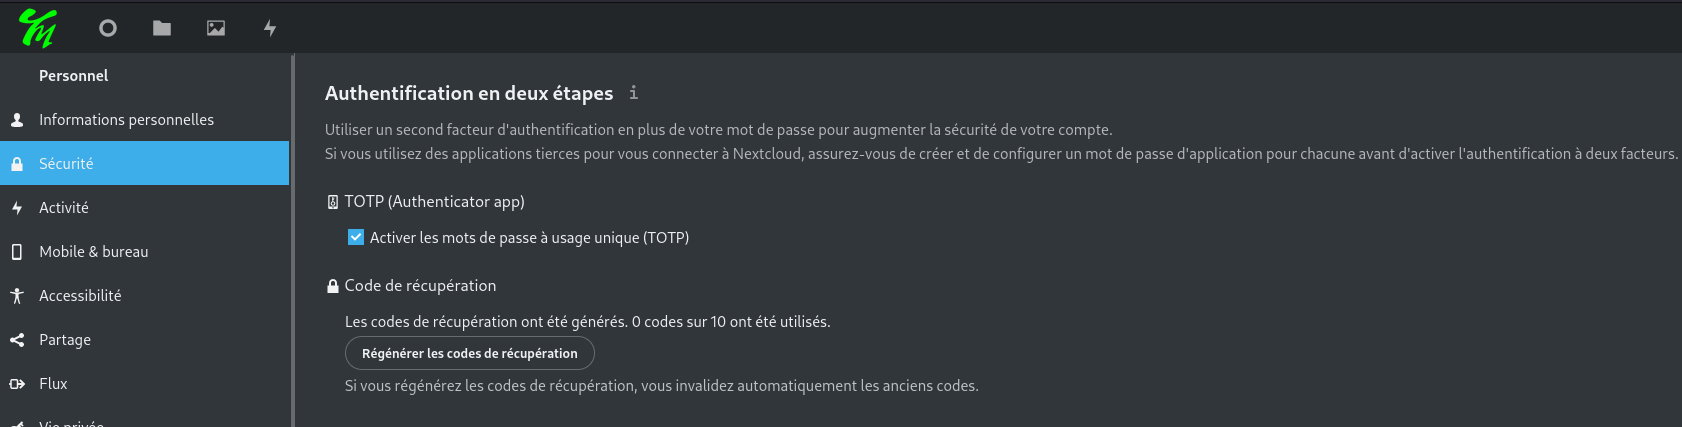 Personnel
Informations personnelles
Sécurité
Activité
Mobile & bureau
Accessibilité
Partage
Flux
Vie privée
Authentification en deux étapes
Utiliser un second facteur d'authentification en plus de votre mot de passe pour augmenter la sécurité de votre compte.
Si vous utilisez des applications tierces pour vous connecter à Nextcloud, assurez-vous de créer et de configurer un mot de passe d'application pour chacune avant d'activer l'authentification à deux facteurs.
TOTP (Authenticator app)
Activer les mots de passe à usage unique (TOTP)
Code de récupération
Les codes de récupération ont été générés. 0 codes sur 10 ont été utilisés.
Régénérer les codes de récupération
Si vous régénérez les codes de récupération, vous invalidez automatiquement les anciens codes.